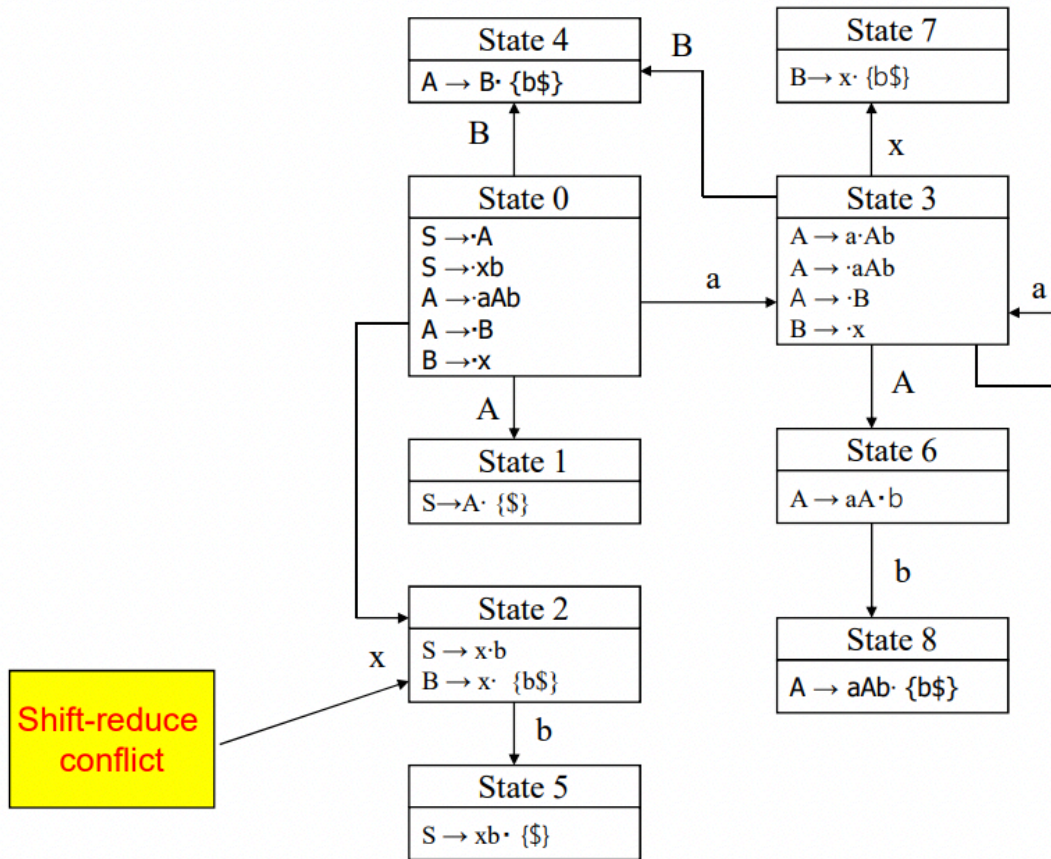 State 4
A → B· {b$}
B
State 7
B→ x· {b$}
B
x
State 0
S →·A
S →·xb
A →·aAb
A →·B
B →·x
a
State 3
A → a·Ab
A → ·aAb
A → ·B
B → ·x
a
A
State 1
S→A· {$}
A
State 6
A → aA·b
b
State 2
S → x·b
B → x· {b$}
x
b
State 8
A → aAb· {b$}
Shift-reduce
conflict
State 5
S → xb· {$}